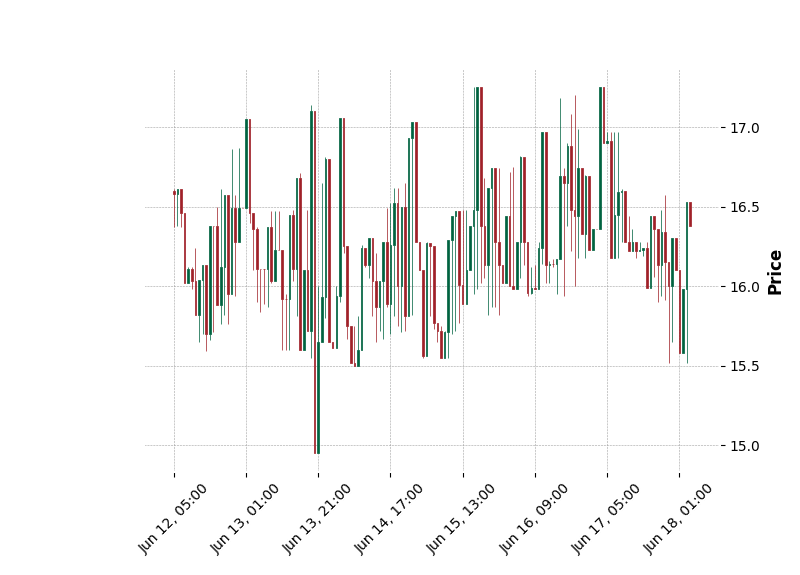 17.0
16.5
16.0
15.5
15.0
Price
Jun 12, 05:00
Jun 13, 01:00
Jun 13, 21:00
Jun 14, 17:00
Jun 15, 13:00
Jun 16, 09:00
Jun 17, 05:00
Jun 18, 01:00